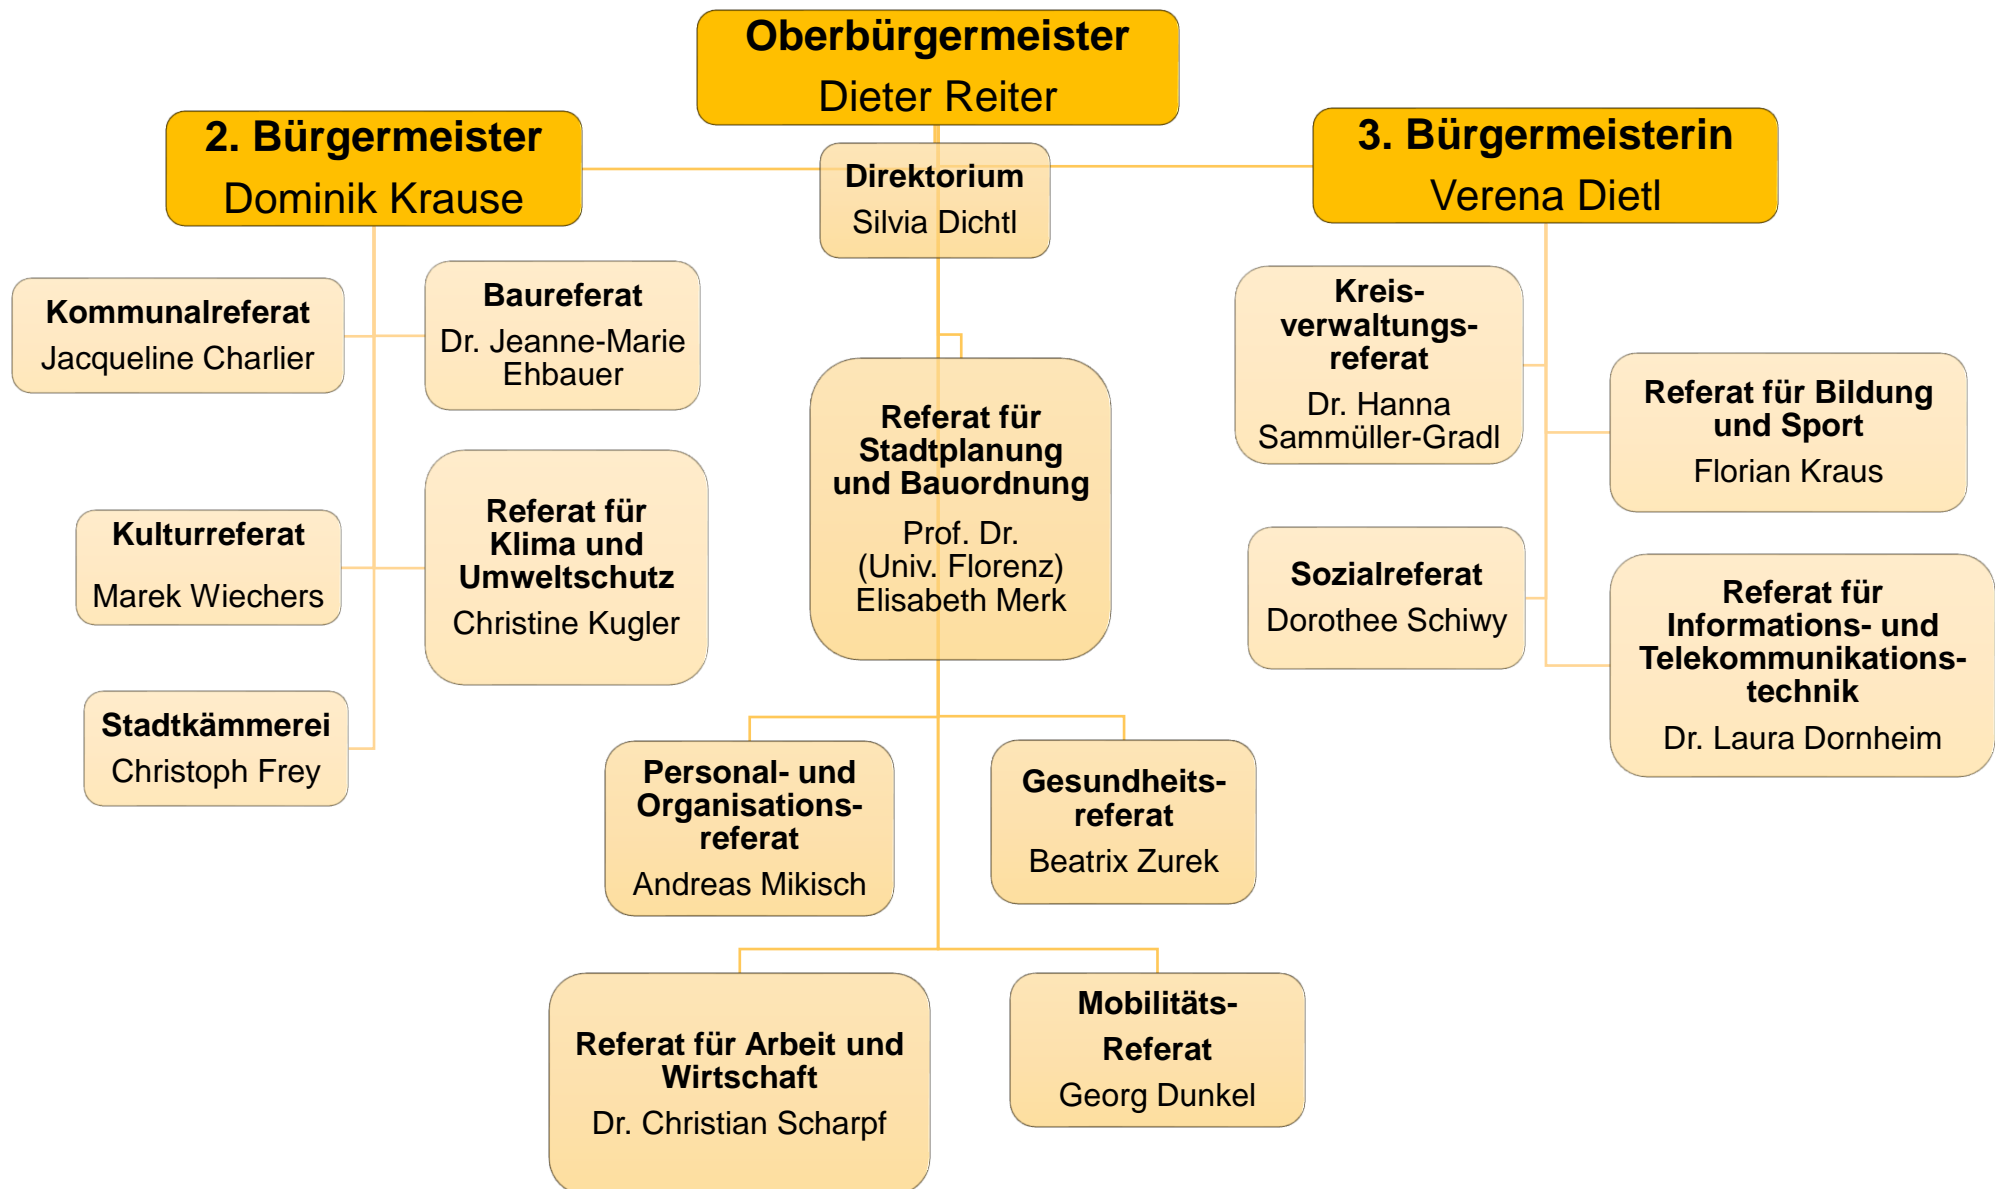 Oberbürgermeister
Dieter Reiter
2. Bürgermeister
Dominik Krause
3. Bürgermeisterin
Verena Dietl
Direktorium
Silvia Dichtl
Kommunalreferat
Jacqueline Charlier
Baureferat
Dr. Jeanne-Marie
Ehbauer
Kulturreferat
Marek Wiechers
Referat für
Klima und
Umweltschutz
Christine Kugler
Stadtkämmerei
Christoph Frey
Referat für
Stadtplanung
und Bauordnung
Prof. Dr.
(Univ. Florenz)
Elisabeth Merk
Personal- und
Organisations-
referat
Andreas Mikisch
Gesundheits-
referat
Beatrix Zurek
Referat für Arbeit und
Wirtschaft
Dr. Christian Scharpf
Mobilitäts-
Referat
Georg Dunkel
Kreis-
verwaltungs-
referat
Dr. Hanna
Sammüller-Gradl
Referat für Bildung
und Sport
Florian Kraus
Sozialreferat
Dorothee Schiwy
Referat für
Informations- und
Telekommunikations-
technik
Dr. Laura Dornheim